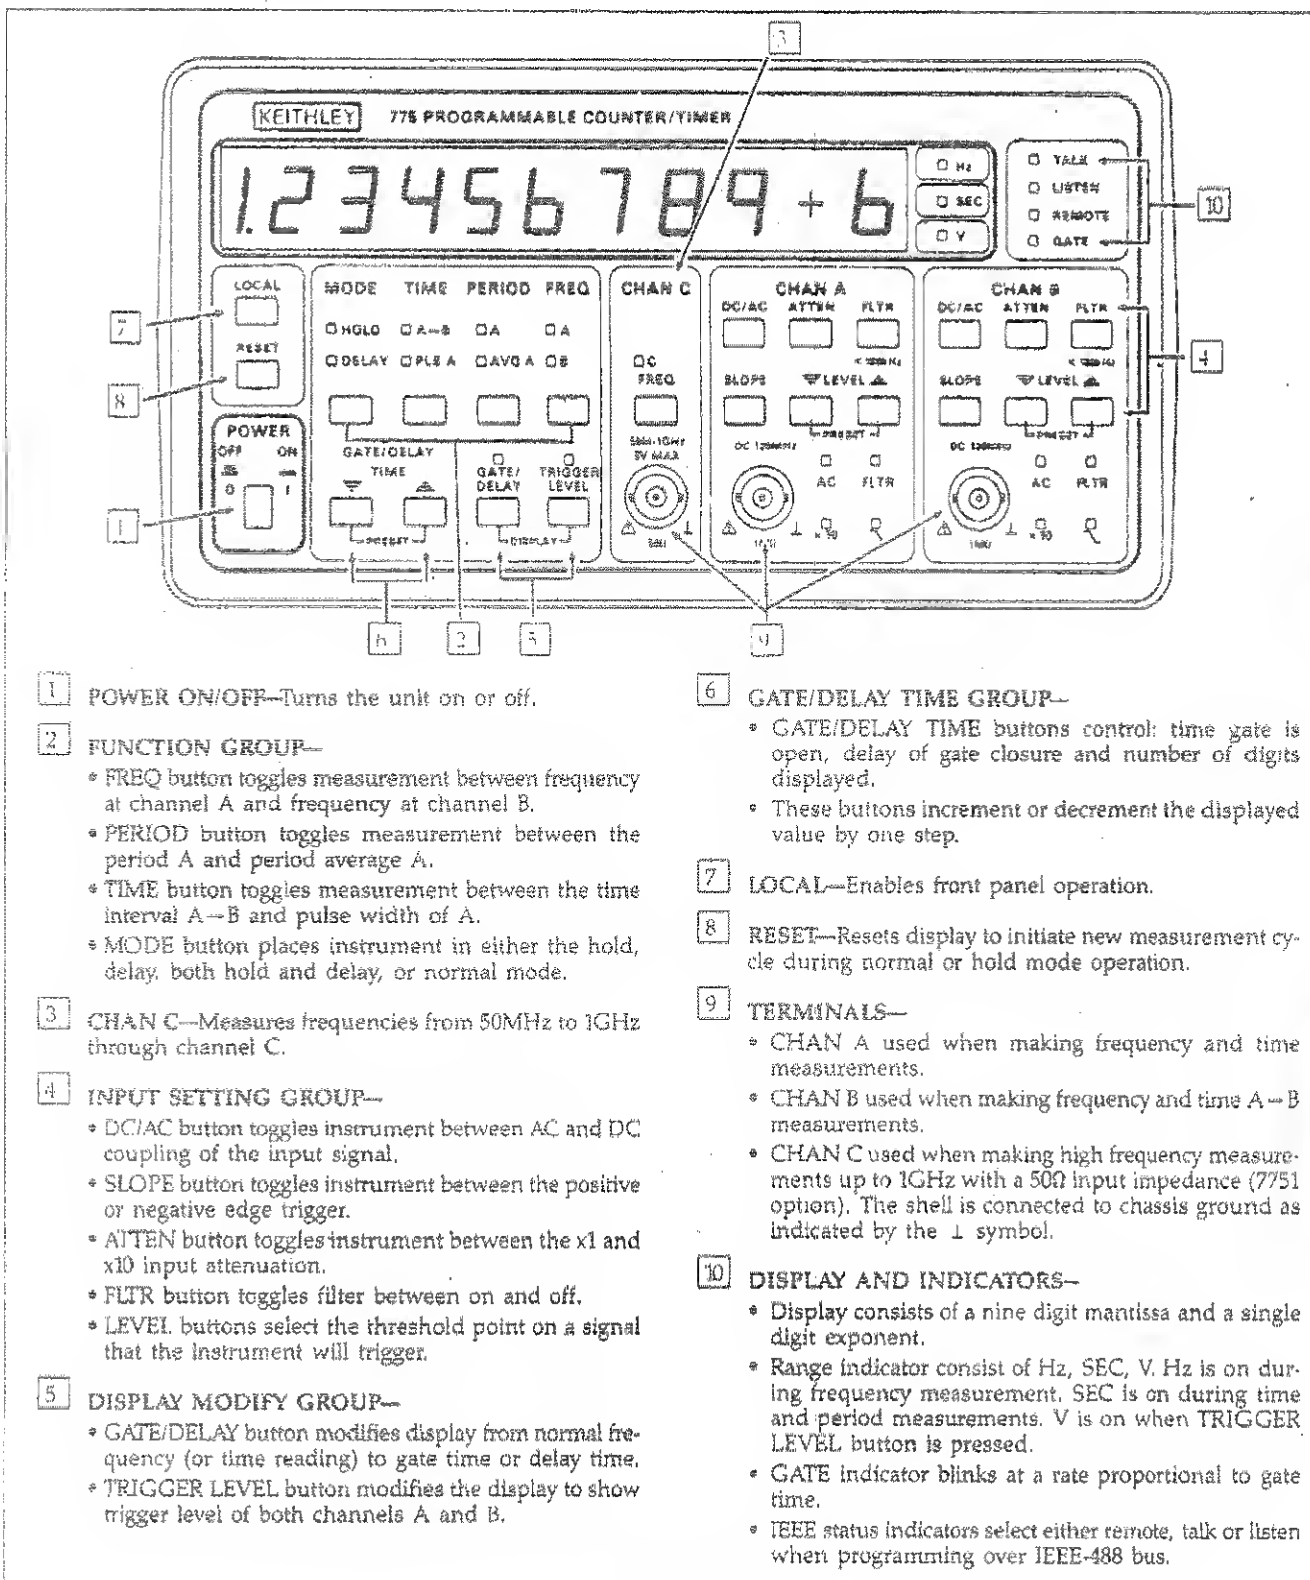 3
KEITHLEY 775 PROGRAMMABLE COUNTER/TIMER
1.23456789+6
Hz
SEC
V
TALK
LISTEN
REMOTE
GATE
10
LOCAL
RESET
7
8
MODE TIME PERIOD FREQ
HOLD A→B A A
DELAY PLS A AVG A B
CHAN C
C
FREQ
CHAN A
DC/AC ATTEN FLTR
SLOPE LEVEL
PRESET
CHAN B
DC/AC ATTEN FLTR
SLOPE LEVEL
PRESET
4
POWER
OFF ON
0 1
1
GATE/DELAY
TIME
PRESET
GATE/
DELAY
TRIGGER
LEVEL
DISPLAY
50M-1GHz
5V MAX
50Ω
AC FLTR
x 10
AC FLTR
x 10
6 2 5 9
1 POWER ON/OFF—Turns the unit on or off.
2 FUNCTION GROUP—
• FREQ button toggles measurement between frequency
at channel A and frequency at channel B.
• PERIOD button toggles measurement between the
period A and period average A.
• TIME button toggles measurement between the time
interval A→B and pulse width of A.
• MODE button places instrument in either the hold,
delay, both hold and delay, or normal mode.
3 CHAN C—Measures frequencies from 50MHz to 1GHz
through channel C.
4 INPUT SETTING GROUP—
• DC/AC button toggles instrument between AC and DC
coupling of the input signal.
• SLOPE button toggles instrument between the positive
or negative edge trigger.
• ATTEN button toggles instrument between the x1 and
x10 input attenuation.
• FLTR button toggles filter between on and off.
• LEVEL buttons select the threshold point on a signal
that the instrument will trigger.
5 DISPLAY MODIFY GROUP—
• GATE/DELAY button modifies display from normal fre-
quency (or time reading) to gate time or delay time.
• TRIGGER LEVEL button modifies the display to show
trigger level of both channels A and B.
6 GATE/DELAY TIME GROUP—
• GATE/DELAY TIME buttons control: time gate is
open, delay of gate closure and number of digits
displayed.
• These buttons increment or decrement the displayed
value by one step.
7 LOCAL—Enables front panel operation.
8 RESET—Resets display to initiate new measurement cy-
cle during normal or hold mode operation.
9 TERMINALS—
• CHAN A used when making frequency and time
measurements.
• CHAN B used when making frequency and time A→B
measurements.
• CHAN C used when making high frequency measure-
ments up to 1GHz with a 50Ω input impedance (7751
option). The shell is connected to chassis ground as
indicated by the ⊥ symbol.
10 DISPLAY AND INDICATORS—
• Display consists of a nine digit mantissa and a single
digit exponent.
• Range indicator consist of Hz, SEC, V. Hz is on dur-
ing frequency measurement. SEC is on during time
and period measurements. V is on when TRIGGER
LEVEL button is pressed.
• GATE indicator blinks at a rate proportional to gate
time.
• IEEE status indicators select either remote, talk or listen
when programming over IEEE-488 bus.